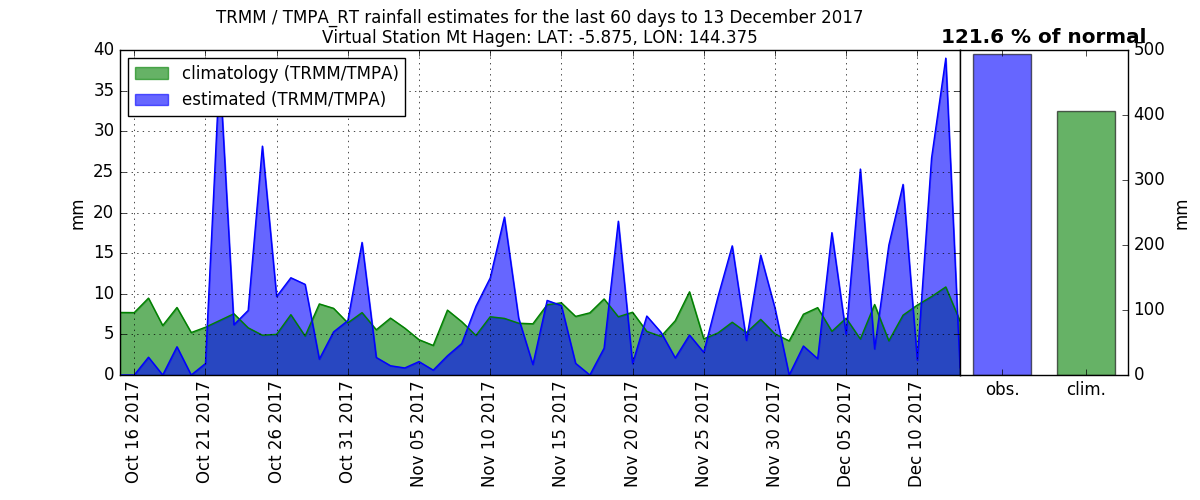 TRMM / TMPA_RT rainfall estimates for the last 60 days to 13 December 2017
Virtual Station Mt Hagen: LAT: -5.875, LON: 144.375
121.6 % of normal
climatology (TRMM/TMPA)
estimated (TRMM/TMPA)
40
35
30
25
20
15
10
5
0
mm
Oct 16 2017
Oct 21 2017
Oct 26 2017
Oct 31 2017
Nov 05 2017
Nov 10 2017
Nov 15 2017
Nov 20 2017
Nov 25 2017
Nov 30 2017
Dec 05 2017
Dec 10 2017
500
400
300
200
100
0
mm
obs.
clim.